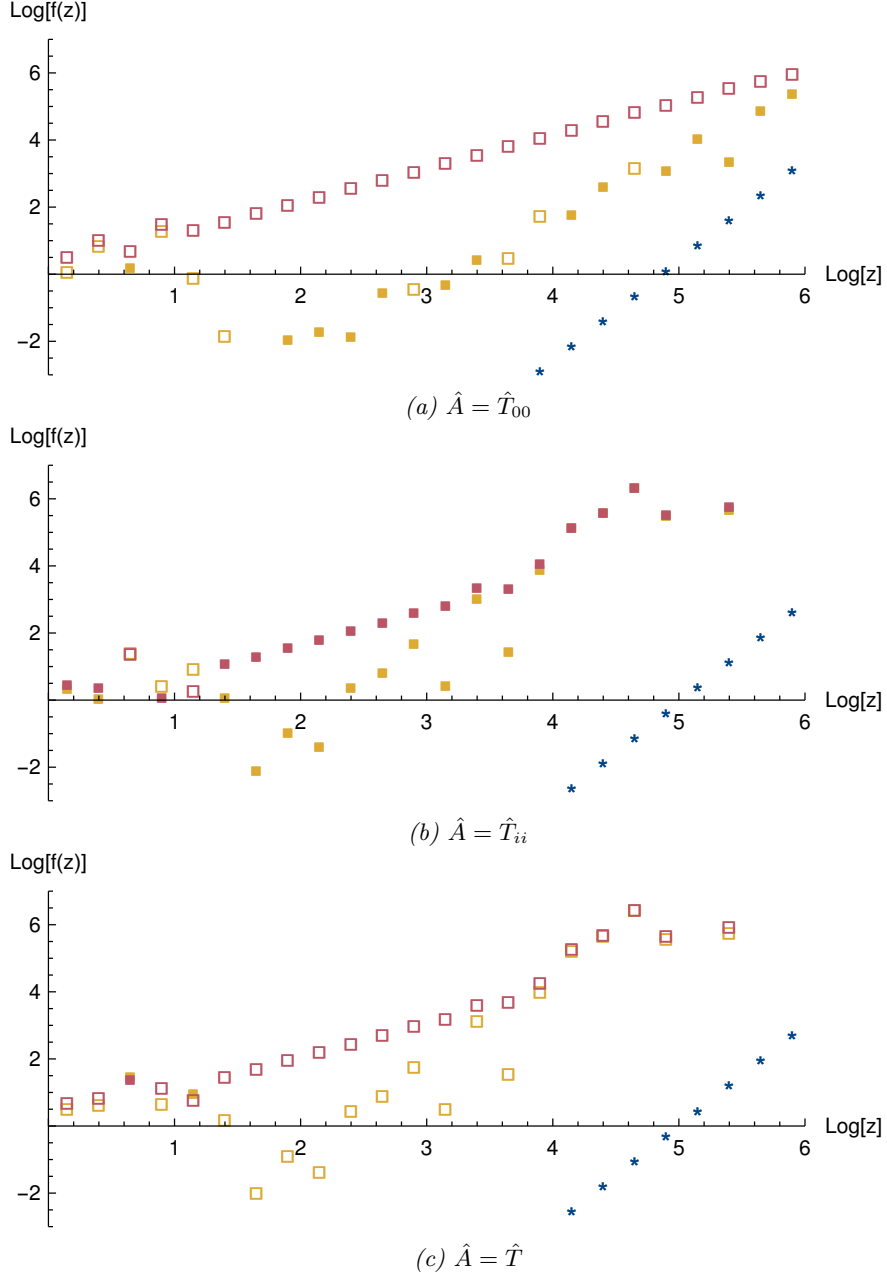 Log[f(z)]
6
4
2
−2
1 2 3 4 5 6
Log[z]
(a) Â = T̂₀₀
Log[f(z)]
6
4
2
−2
1 2 3 4 5 6
Log[z]
(b) Â = T̂ᵢᵢ
Log[f(z)]
6
4
2
−2
1 2 3 4 5 6
Log[z]
(c) Â = T̂